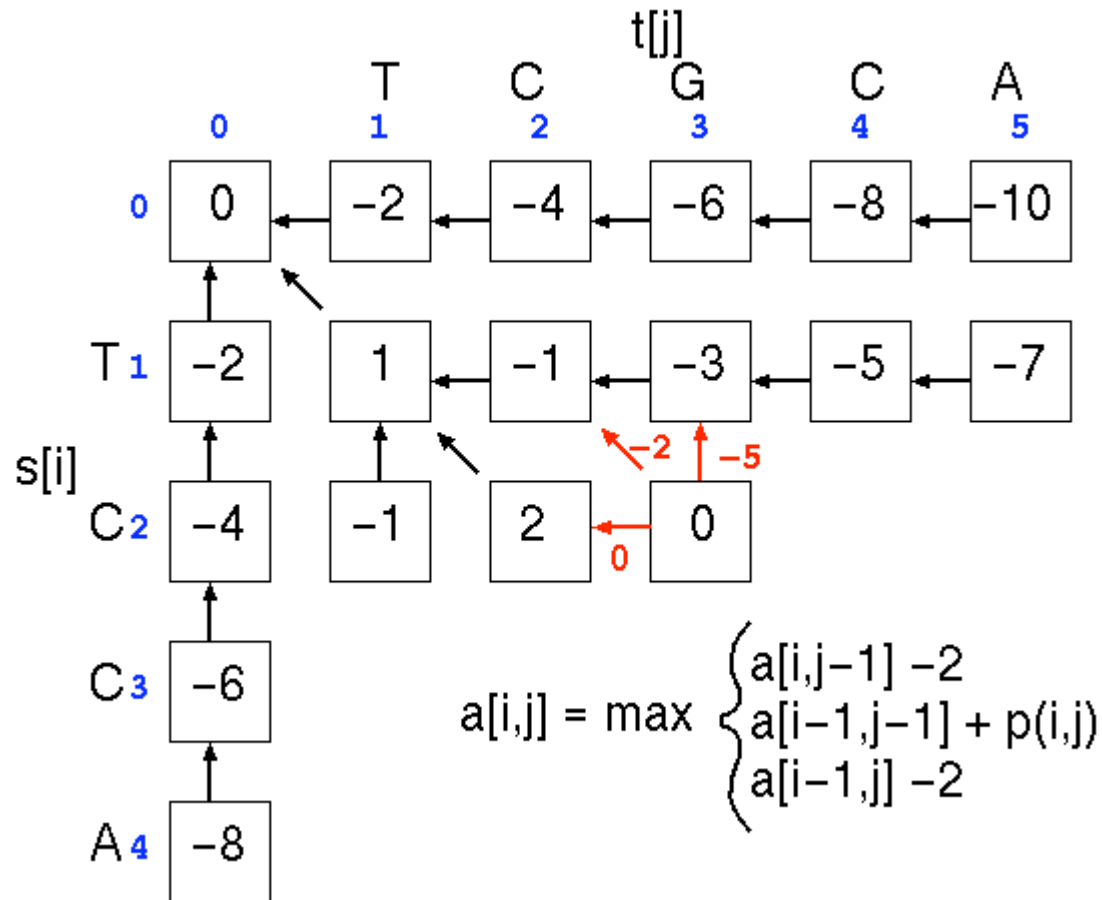 t[j]
T C G C A
0 1 2 3 4 5
0 0 −2 −4 −6 −8 −10
T 1 −2 1 −1 −3 −5 −7
−2 −5
s[i]
C 2 −4 −1 2 0
0
a[i,j−1] −2
C 3 −6
a[i,j] = max a[i−1,j−1] + p(i,j)
a[i−1,j] −2
A 4 −8